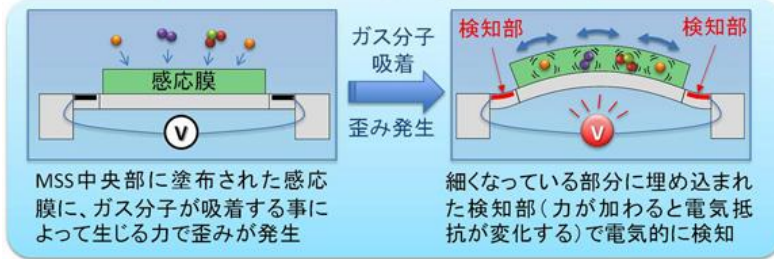 感応膜
V
ガス分子
吸着
歪み発生
検知部
検知部
V
MSS中央部に塗布された感応
膜に、ガス分子が吸着する事に
よって生じる力で歪みが発生
細くなっている部分に埋め込まれ
た検知部（力が加わると電気抵
抗が変化する）で電気的に検知